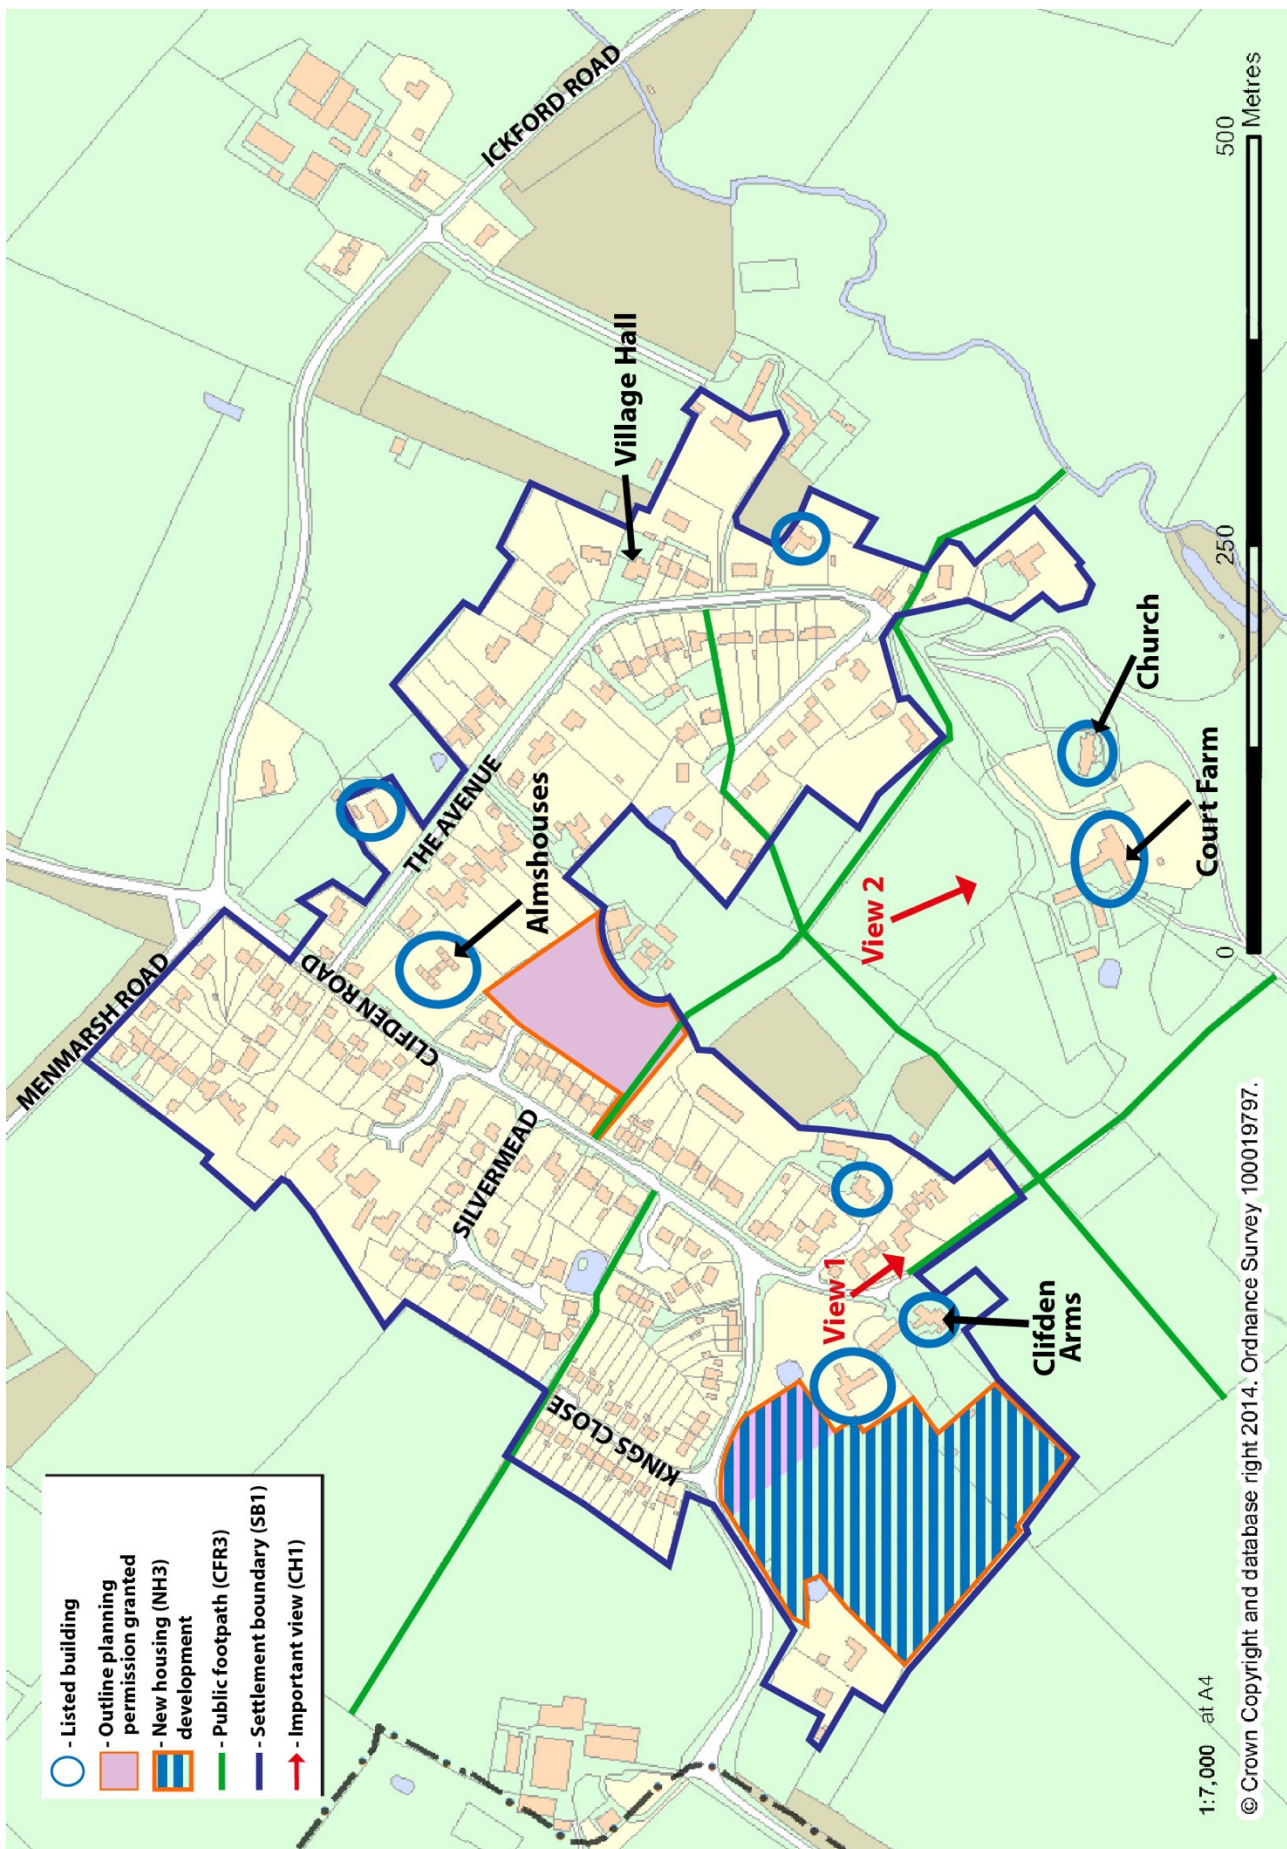 - Listed building
- Outline planning
permission granted
- New housing (NH3)
development
- Public footpath (CFR3)
- Settlement boundary (SB1)
- Important view (CH1)
MENMARSH ROAD
ICKFORD ROAD
CLIFDEN ROAD
THE AVENUE
Almshouses
Village Hall
SILVERMEAD
KINGS CLOSE
View 1
View 2
Clifden
Arms
Church
Court Farm
1:7,000 at A4
0
250
500
Metres
© Crown Copyright and database right 2014. Ordnance Survey 100019797.